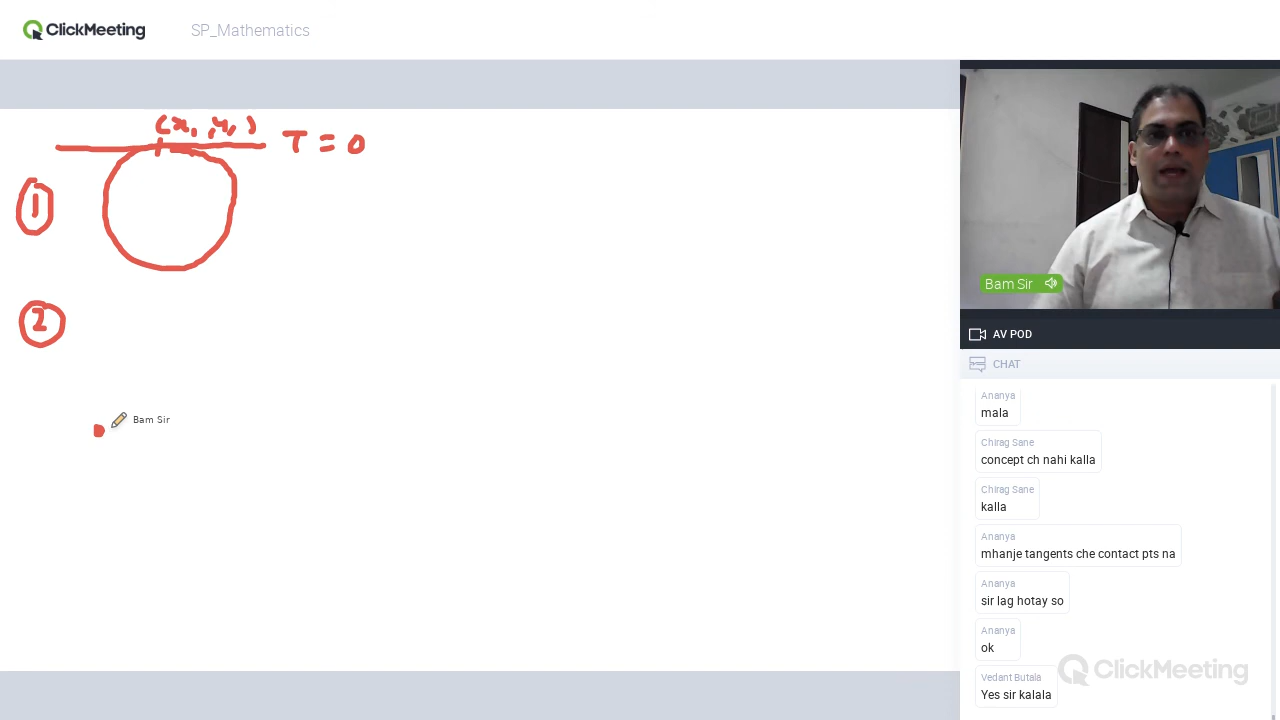 ClickMeeting
SP_Mathematics
(x₁, y₁) T = 0
1
2
Bam Sir
Bam Sir
AV POD
CHAT
Ananya
mala
Chirag Sane
concept ch nahi kalla
Chirag Sane
kalla
Ananya
mhanje tangents che contact pts na
Ananya
sir lag hotay so
Ananya
ok
Vedant Butala
Yes sir kalala
ClickMeeting